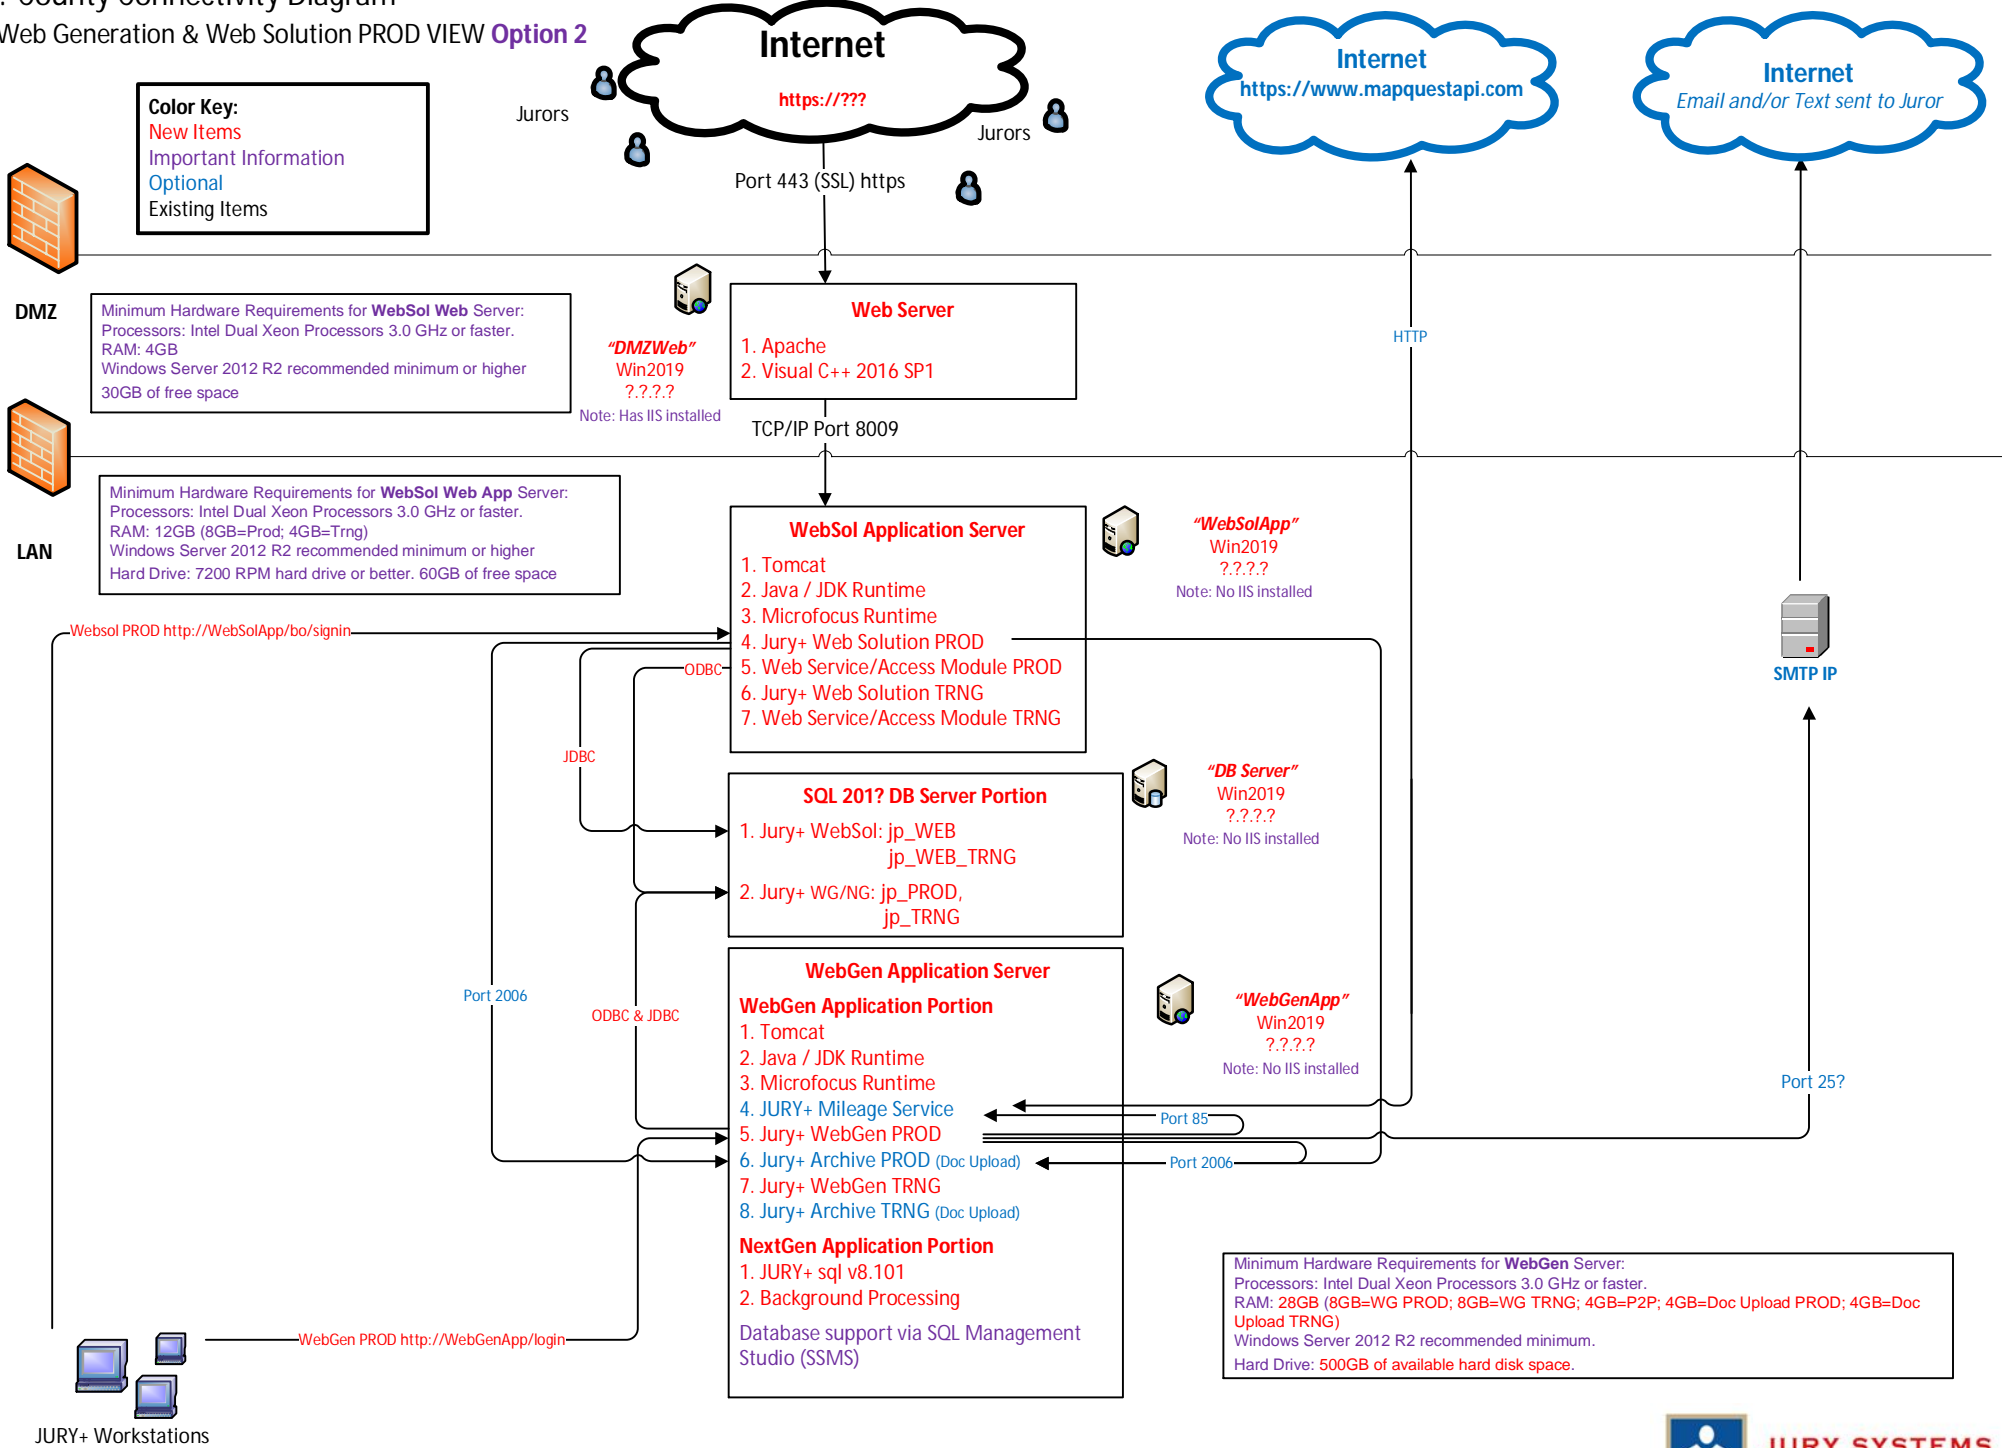 County Connectivity Diagram
Web Generation & Web Solution PROD VIEW Option 2
Color Key:
New Items
Important Information
Optional
Existing Items
Internet
https://???
Jurors
Jurors
Port 443 (SSL) https
Internet
https://www.mapquestapi.com
Internet
Email and/or Text sent to Juror
DMZ
Minimum Hardware Requirements for WebSol Web Server:
Processors: Intel Dual Xeon Processors 3.0 GHz or faster.
RAM: 4GB
Windows Server 2012 R2 recommended minimum or higher
30GB of free space
"DMZWeb"
Win2019
?.?.?.?
Note: Has IIS installed
Web Server
1. Apache
2. Visual C++ 2016 SP1
HTTP
TCP/IP Port 8009
LAN
Minimum Hardware Requirements for WebSol Web App Server:
Processors: Intel Dual Xeon Processors 3.0 GHz or faster.
RAM: 12GB (8GB=Prod; 4GB=Trng)
Windows Server 2012 R2 recommended minimum or higher
Hard Drive: 7200 RPM hard drive or better. 60GB of free space
WebSol Application Server
1. Tomcat
2. Java / JDK Runtime
3. Microfocus Runtime
4. Jury+ Web Solution PROD
5. Web Service/Access Module PROD
6. Jury+ Web Solution TRNG
7. Web Service/Access Module TRNG
"WebSolApp"
Win2019
?.?.?.?
Note: No IIS installed
Websol PROD http://WebSolApp/bo/signin
ODBC
JDBC
SMTP IP
SQL 201? DB Server Portion
1. Jury+ WebSol: jp_WEB
jp_WEB_TRNG
2. Jury+ WG/NG: jp_PROD,
jp_TRNG
"DB Server"
Win2019
?.?.?.?
Note: No IIS installed
Port 2006
ODBC & JDBC
WebGen Application Server
WebGen Application Portion
1. Tomcat
2. Java / JDK Runtime
3. Microfocus Runtime
4. JURY+ Mileage Service
5. Jury+ WebGen PROD
6. Jury+ Archive PROD (Doc Upload)
7. Jury+ WebGen TRNG
8. Jury+ Archive TRNG (Doc Upload)
NextGen Application Portion
1. JURY+ sql v8.101
2. Background Processing
Database support via SQL Management
Studio (SSMS)
"WebGenApp"
Win2019
?.?.?.?
Note: No IIS installed
Port 85
Port 2006
Port 25?
WebGen PROD http://WebGenApp/login
Minimum Hardware Requirements for WebGen Server:
Processors: Intel Dual Xeon Processors 3.0 GHz or faster.
RAM: 28GB (8GB=WG PROD; 8GB=WG TRNG; 4GB=P2P; 4GB=Doc Upload PROD; 4GB=Doc
Upload TRNG)
Windows Server 2012 R2 recommended minimum.
Hard Drive: 500GB of available hard disk space.
JURY+ Workstations
JURY SYSTEMS